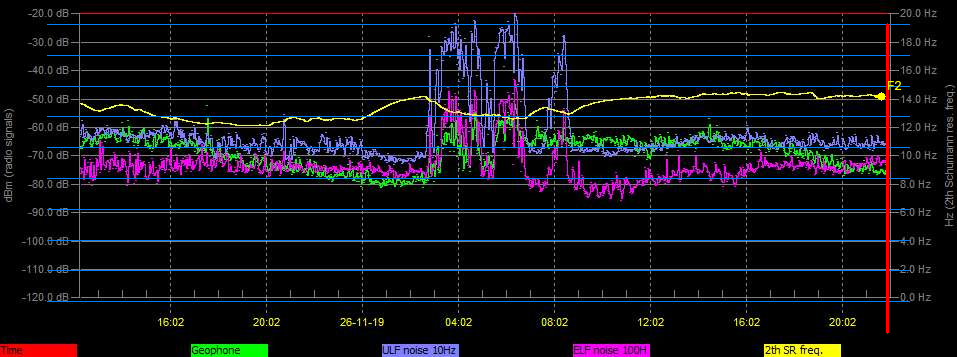 -20.0 dB
-30.0 dB
-40.0 dB
-50.0 dB
-60.0 dB
-70.0 dB
-80.0 dB
-90.0 dB
-100.0 dB
-110.0 dB
-120.0 dB
dBm (radio signals)
20.0 Hz
18.0 Hz
16.0 Hz
14.0 Hz
12.0 Hz
10.0 Hz
8.0 Hz
6.0 Hz
4.0 Hz
2.0 Hz
0.0 Hz
Hz (2th Schumann res. freq.)
F2
16:02 20:02 26-11-19 04:02 08:02 12:02 16:02 20:02
Time Geophone ULF noise 10Hz ELF noise 100H 2th SR freq.